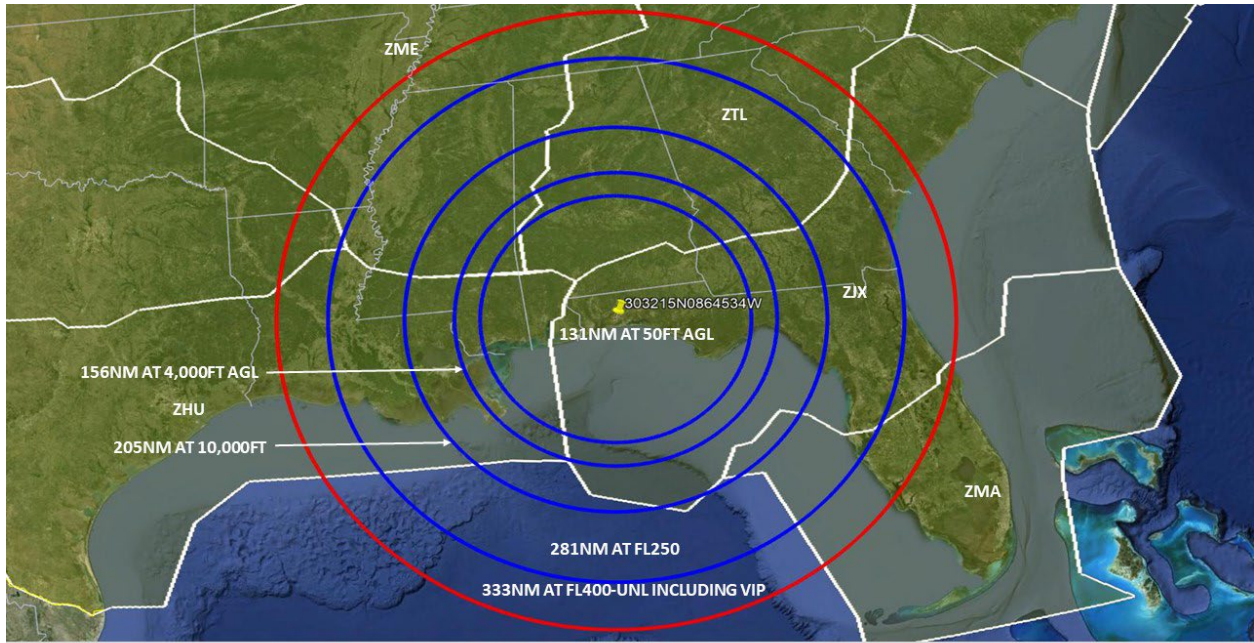 ZME
ZTL
ZJX
303215N0864534W
131NM AT 50FT AGL
156NM AT 4,000FT AGL
ZHU
205NM AT 10,000FT
ZMA
281NM AT FL250
333NM AT FL400-UNL INCLUDING VIP